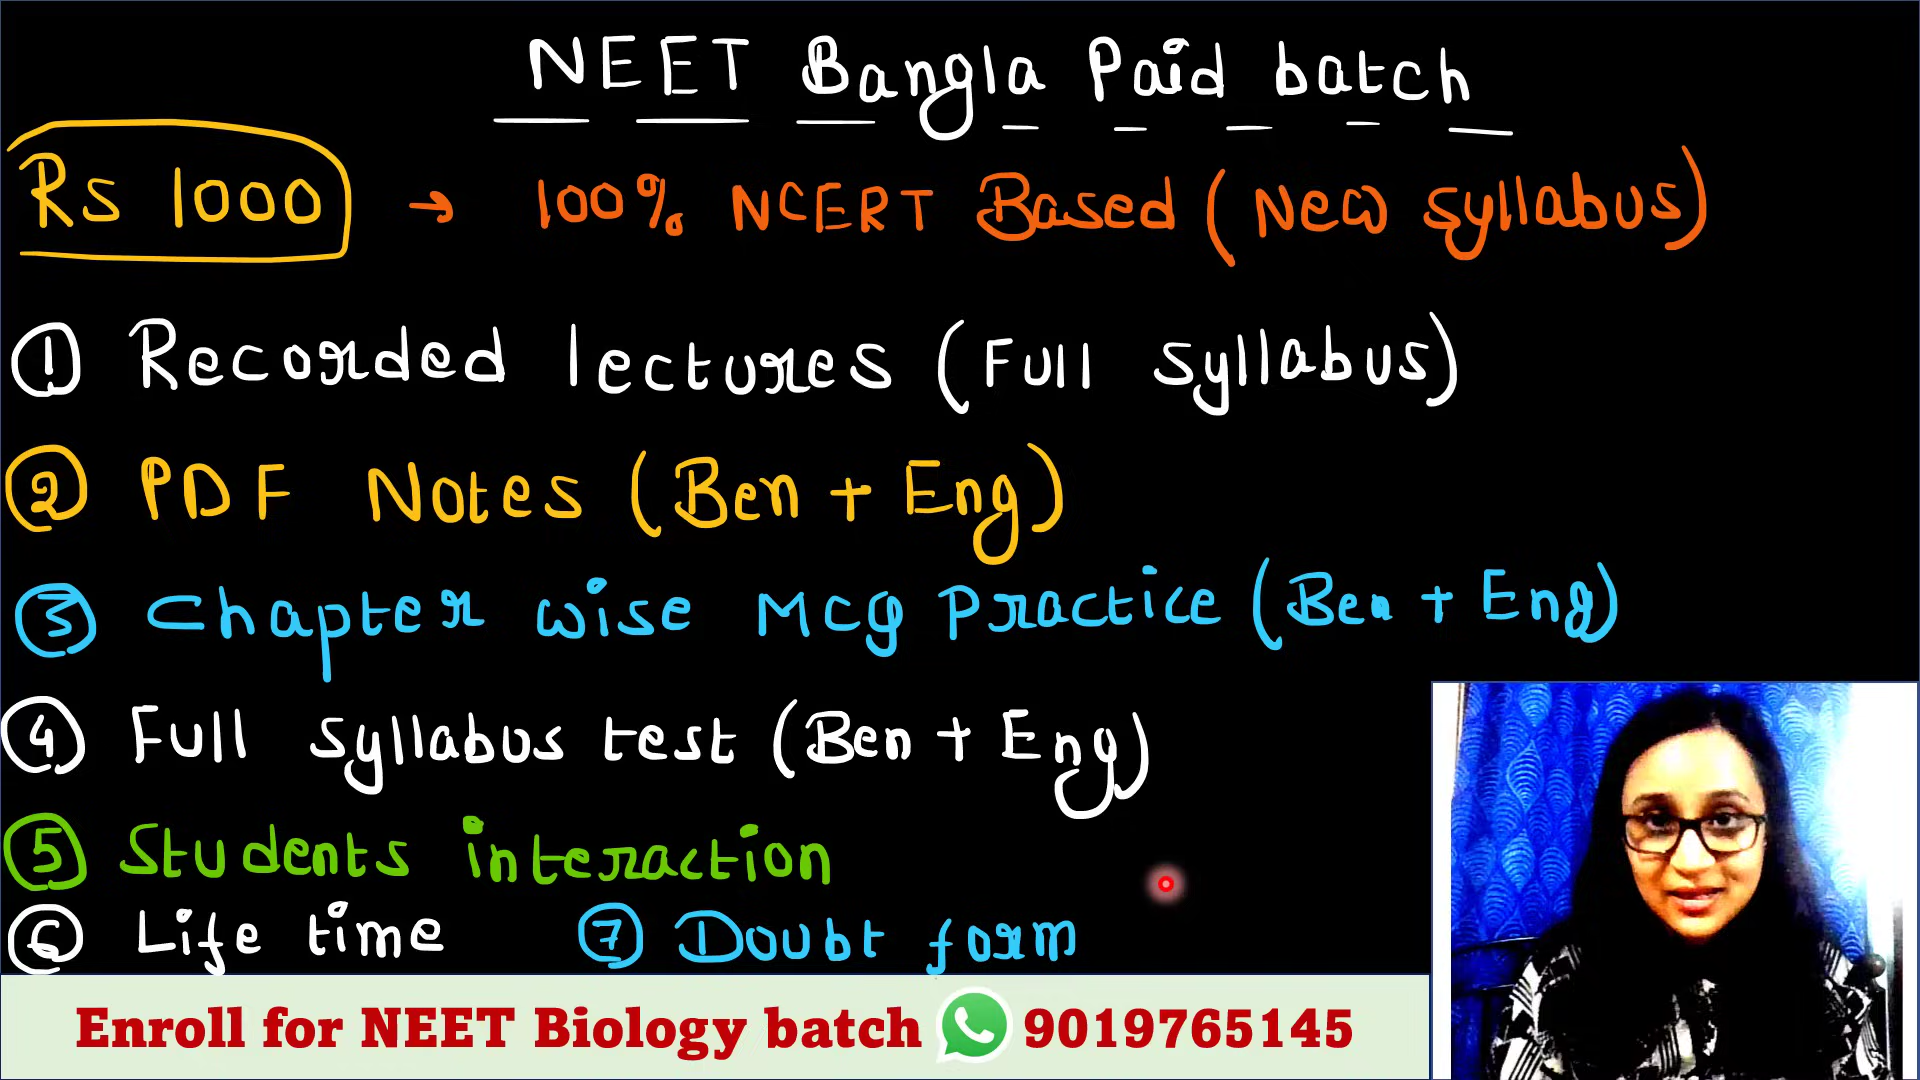 NEET Bangla Paid batch
Rs 1000 → 100% NCERT Based (New syllabus)
① Recorded lectures (Full syllabus)
② PDF Notes (Ben + Eng)
③ Chapter wise Mcq Practice (Ben + Eng)
④ Full syllabus test (Ben + Eng)
⑤ Students interaction
⑥ Life time ⑦ Doubt form
Enroll for NEET Biology batch 9019765145